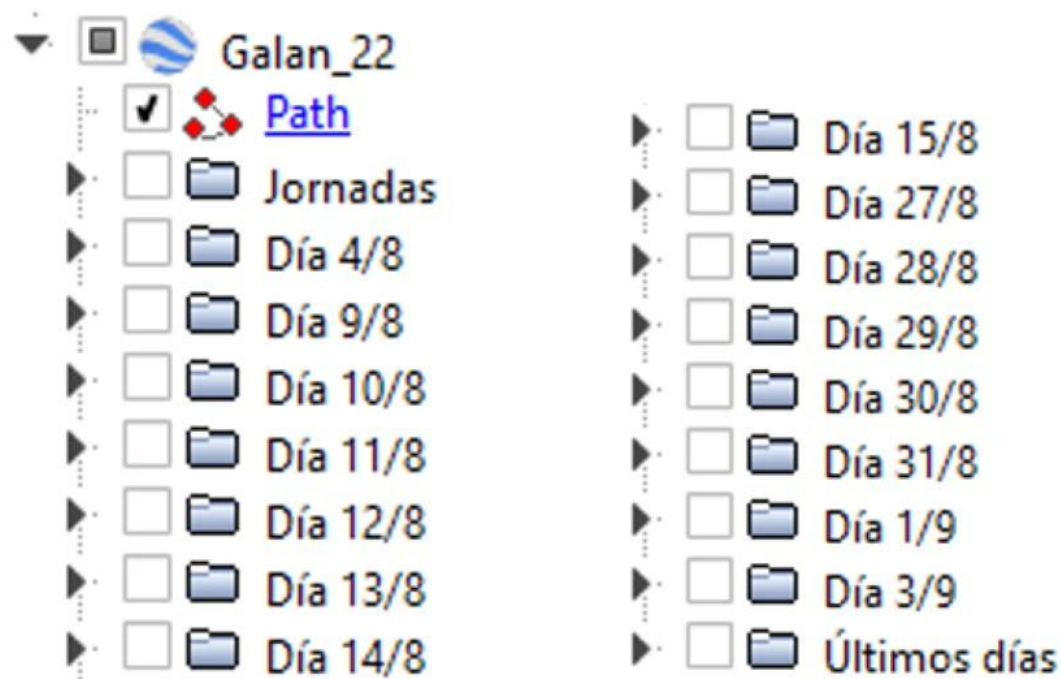 Galan_22
Path
Jornadas
Día 4/8
Día 9/8
Día 10/8
Día 11/8
Día 12/8
Día 13/8
Día 14/8
Día 15/8
Día 27/8
Día 28/8
Día 29/8
Día 30/8
Día 31/8
Día 1/9
Día 3/9
Últimos días